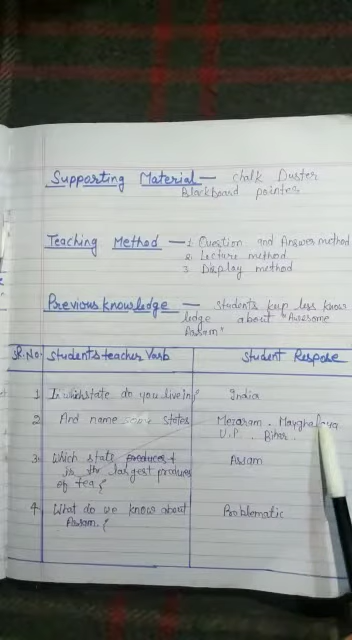 Supporting Material — Chalk Duster
Blackboard pointer
Teaching Method — 1. Question and Answer method
2. Lecture method
3. Display method
Previous knowledge — Students keep less know
ledge about "Awesome
Assam"
Sr.No. Students teacher Verb Student Respose
1 In which state do you live in? India
2 And name some states Mezoram. Mayghalaya
U.P. . Bihar.
3. Which state produces t Assam
is the largest produces
of tea?
4. What do we know about Problematic
Assam?